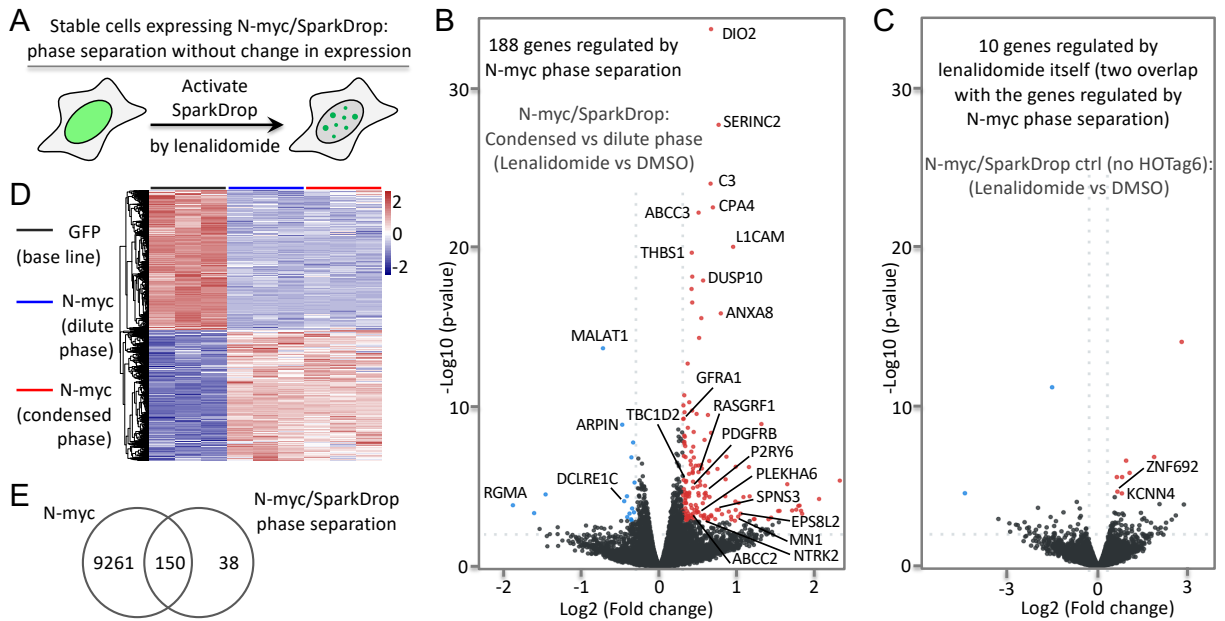 A
Stable cells expressing N-myc/SparkDrop:
phase separation without change in expression
Activate
SparkDrop
by lenalidomide
B
188 genes regulated by
N-myc phase separation
N-myc/SparkDrop:
Condensed vs dilute phase
(Lenalidomide vs DMSO)
DIO2
SERINC2
C3
CPA4
ABCC3
L1CAM
THBS1
DUSP10
ANXA8
MALAT1
GFRA1
TBC1D2
RASGRF1
ARPIN
PDGFRB
P2RY6
DCLRE1C
PLEKHA6
RGMA
SPNS3
EPS8L2
MN1
NTRK2
ABCC2
30
20
10
0
-Log10 (p-value)
-2
-1
0
1
2
Log2 (Fold change)
C
10 genes regulated by
lenalidomide itself (two overlap
with the genes regulated by
N-myc phase separation)
N-myc/SparkDrop ctrl (no HOTag6):
(Lenalidomide vs DMSO)
ZNF692
KCNN4
30
20
10
0
-Log10 (p-value)
-3
0
3
Log2 (Fold change)
D
GFP
(base line)
N-myc
(dilute
phase)
N-myc
(condensed
phase)
2
0
-2
E
N-myc
N-myc/SparkDrop
phase separation
9261
150
38